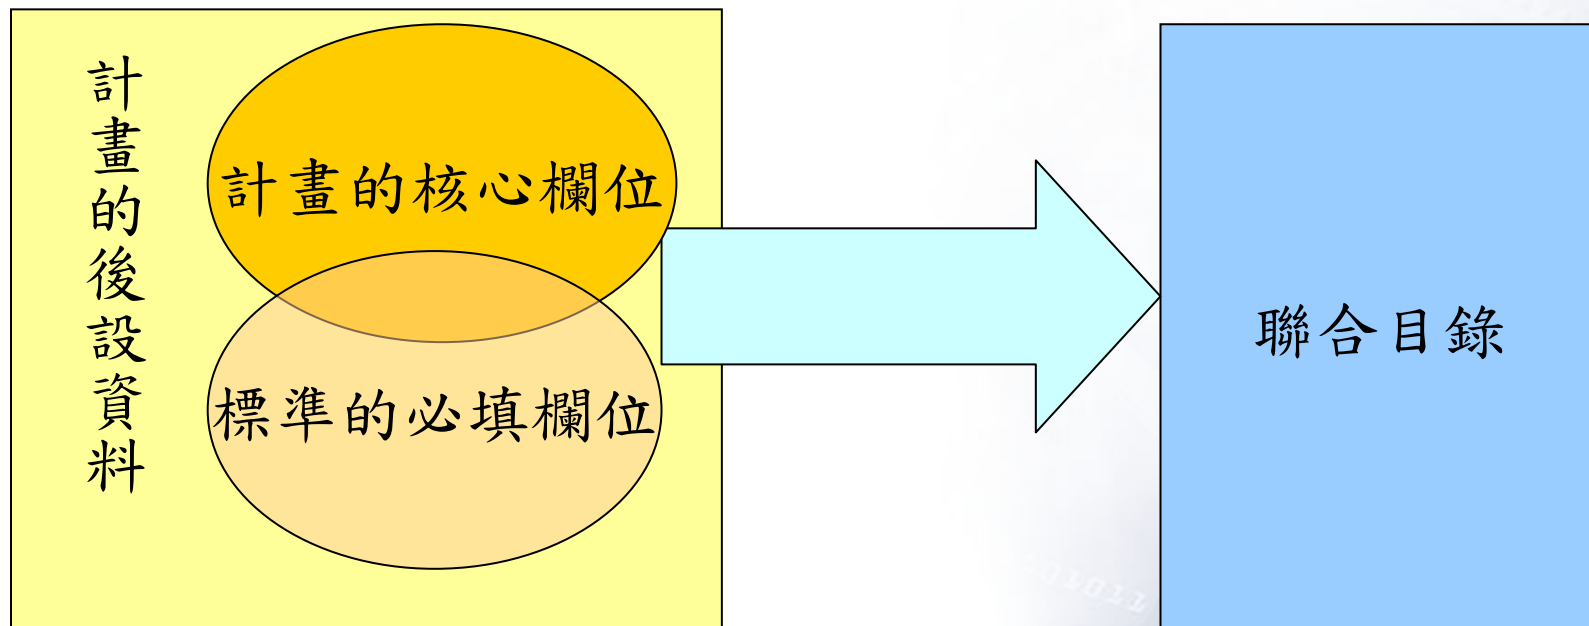 計畫的後設資料
計畫的核心欄位
標準的必填欄位
聯合目錄